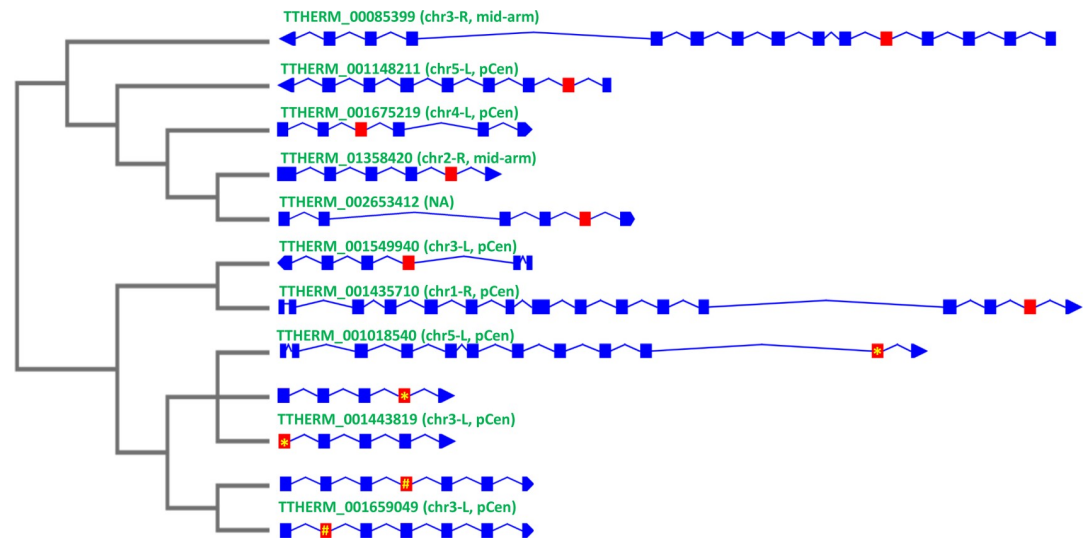 TTHERM_00085399 (chr3-R, mid-arm)
TTHERM_001148211 (chr5-L, pCen)
TTHERM_001675219 (chr4-L, pCen)
TTHERM_01358420 (chr2-R, mid-arm)
TTHERM_002653412 (NA)
TTHERM_001549940 (chr3-L, pCen)
TTHERM_001435710 (chr1-R, pCen)
TTHERM_001018540 (chr5-L, pCen)
*
*
TTHERM_001443819 (chr3-L, pCen)
*
#
TTHERM_001659049 (chr3-L, pCen)
#